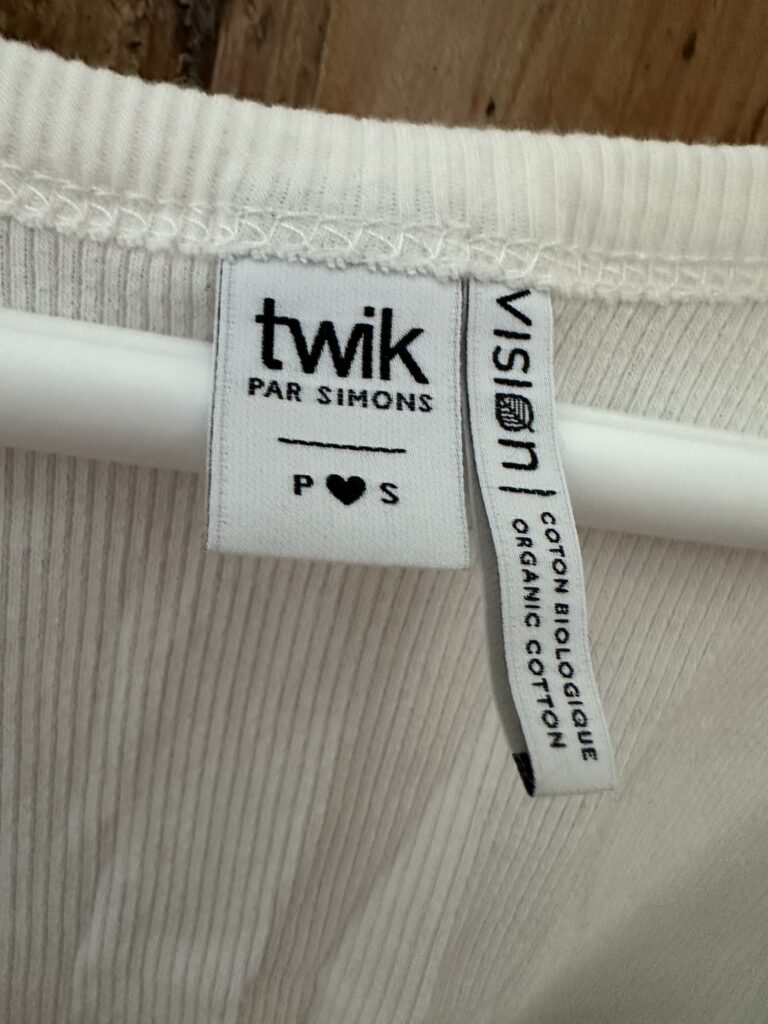 twik
PAR SIMONS
P ♥ S
VISION |
COTON BIOLOGIQUE
ORGANIC COTTON